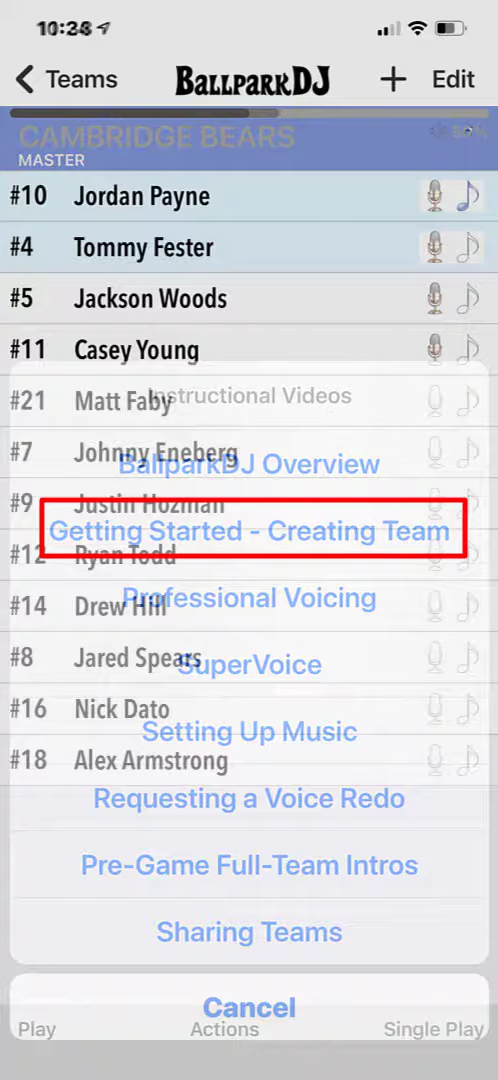 10:38
Teams BALLPARKDJ + Edit
CAMBRIDGE BEARS
MASTER
#10 Jordan Payne
#4 Tommy Fester
#5 Jackson Woods
#11 Casey Young
Instructional Videos
#21 Matt Faby
#7 Johnny Eneberg
BallparkDJ Overview
#9 Justin Hozman
Getting Started - Creating Team
#12 Ryan Todd
Professional Voicing
#14 Drew Hill
#8 Jared Spears
SuperVoice
#16 Nick Dato
Setting Up Music
#18 Alex Armstrong
Requesting a Voice Redo
Pre-Game Full-Team Intros
Sharing Teams
Cancel
Play Actions Single Play